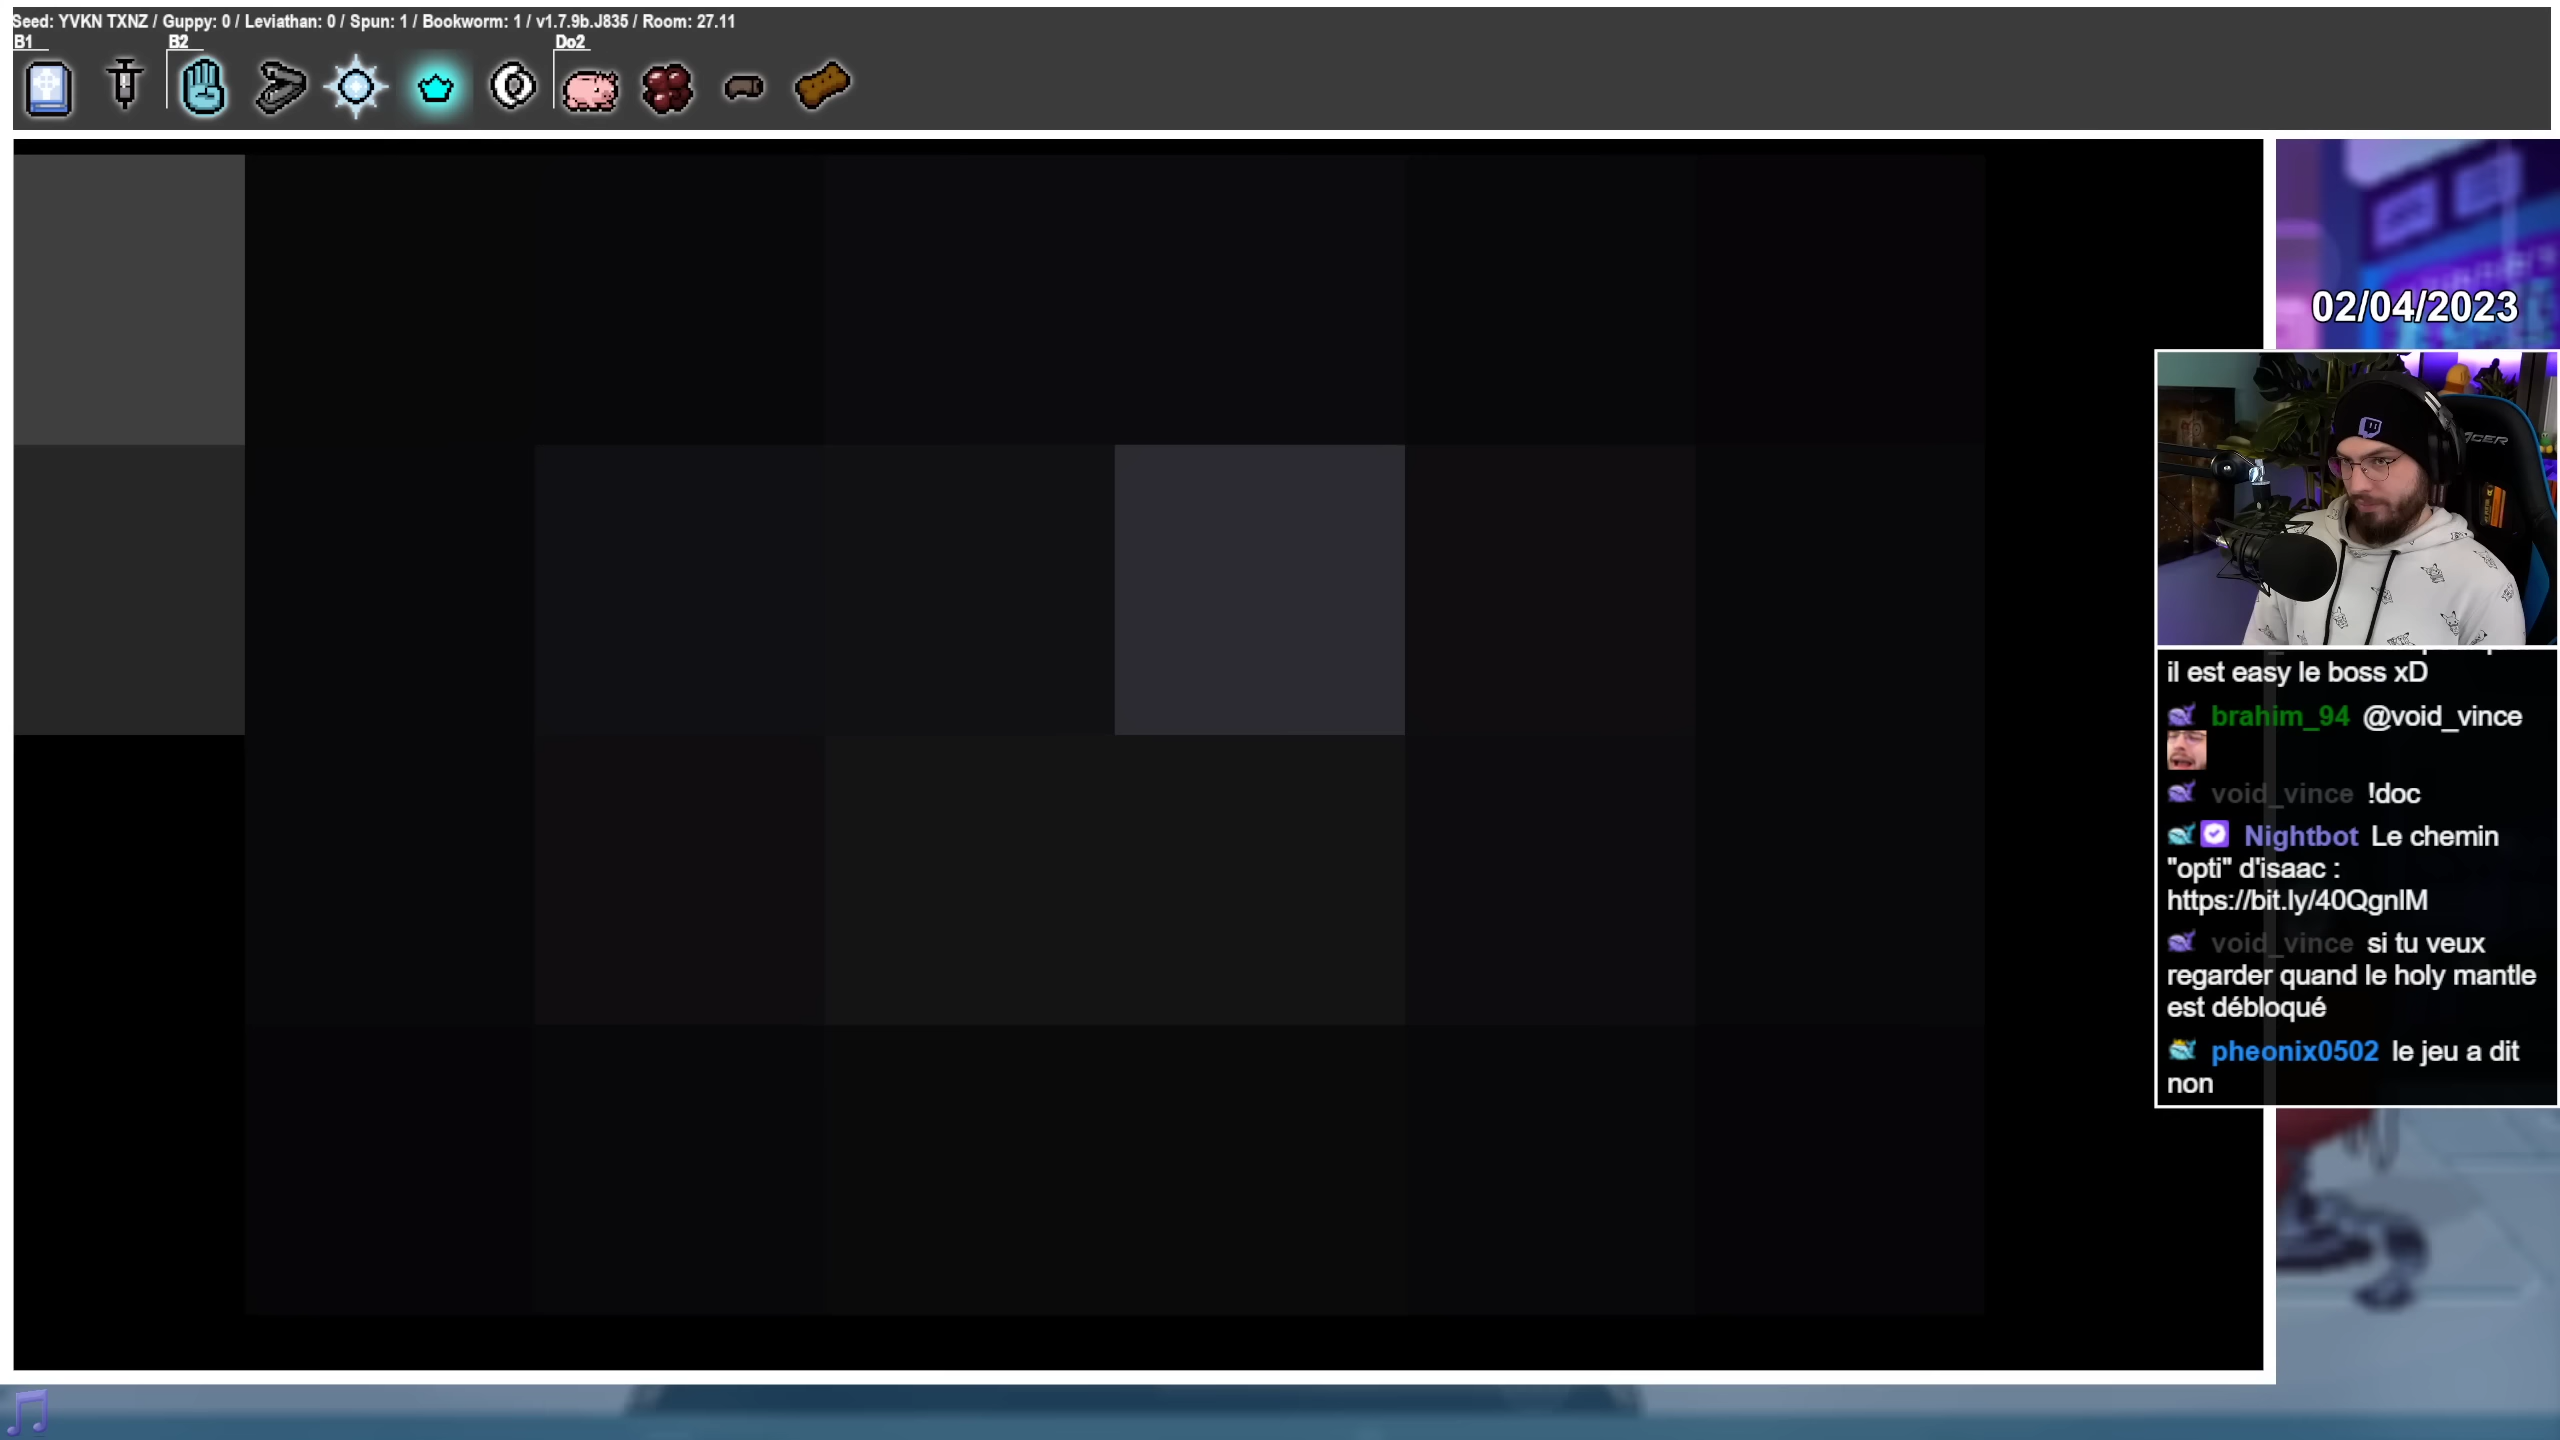 Seed: YVKN TXNZ / Guppy: 0 / Leviathan: 0 / Spun: 1 / Bookworm: 1 / v1.7.9b.J835 / Room: 27.11
B1 B2 Do2
02/04/2023
il est easy le boss xD
brahim_94 @void_vince
void_vince !doc
Nightbot Le chemin
"opti" d'isaac :
https://bit.ly/40QgnlM
void_vince si tu veux
regarder quand le holy mantle
est débloqué
pheonix0502 le jeu a dit
non